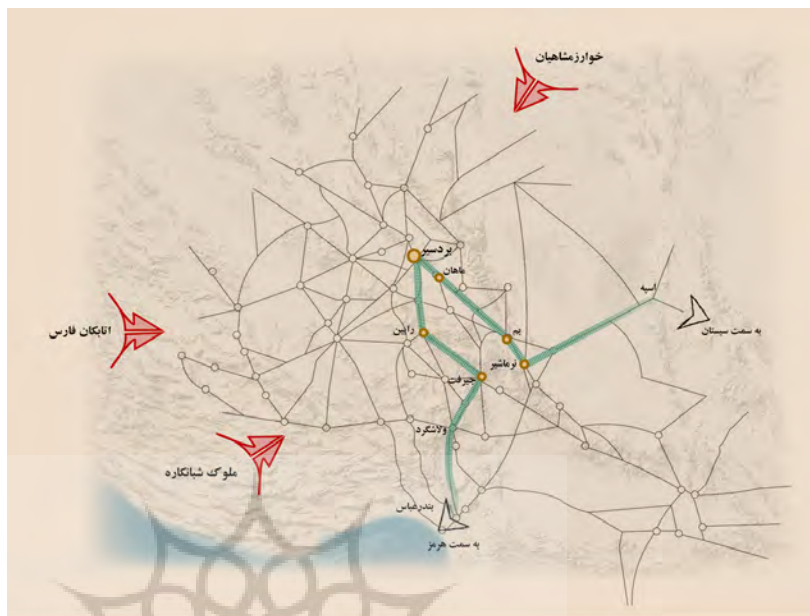 خوارزمشاهیان
بردسیر
ماهان
اسپه
به سمت سیستان
اتابکان فارس
راین
بم
نرماشیر
جیرفت
ولاشگرد
ملوک شبانکاره
بندرعباس
به سمت هرمز